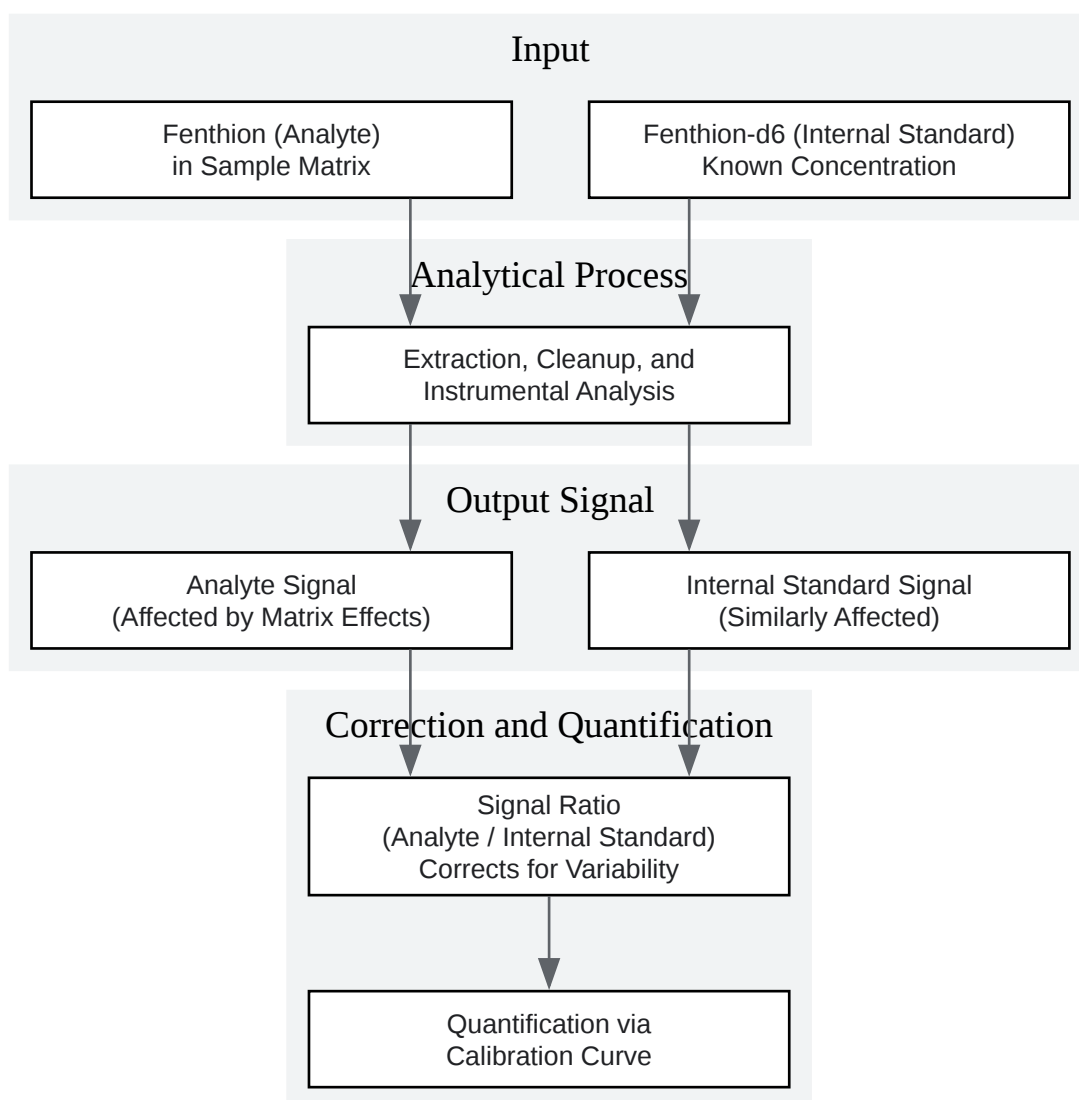 Input
Fenthion (Analyte)
in Sample Matrix
Fenthion-d6 (Internal Standard)
Known Concentration
Analytical Process
Extraction, Cleanup, and
Instrumental Analysis
Output Signal
Analyte Signal
(Affected by Matrix Effects)
Internal Standard Signal
(Similarly Affected)
Correction and Quantification
Signal Ratio
(Analyte / Internal Standard)
Corrects for Variability
Quantification via
Calibration Curve